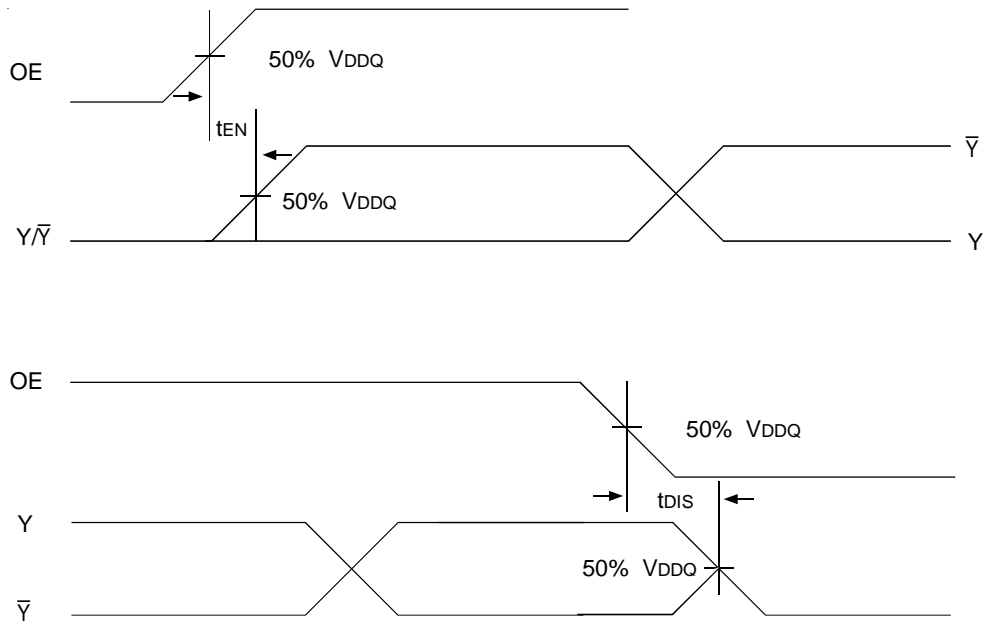 50% VDDQ
OE
tEN
Y̅
50% VDDQ
Y/Y̅
Y
OE
50% VDDQ
tDIS
Y
50% VDDQ
Y̅